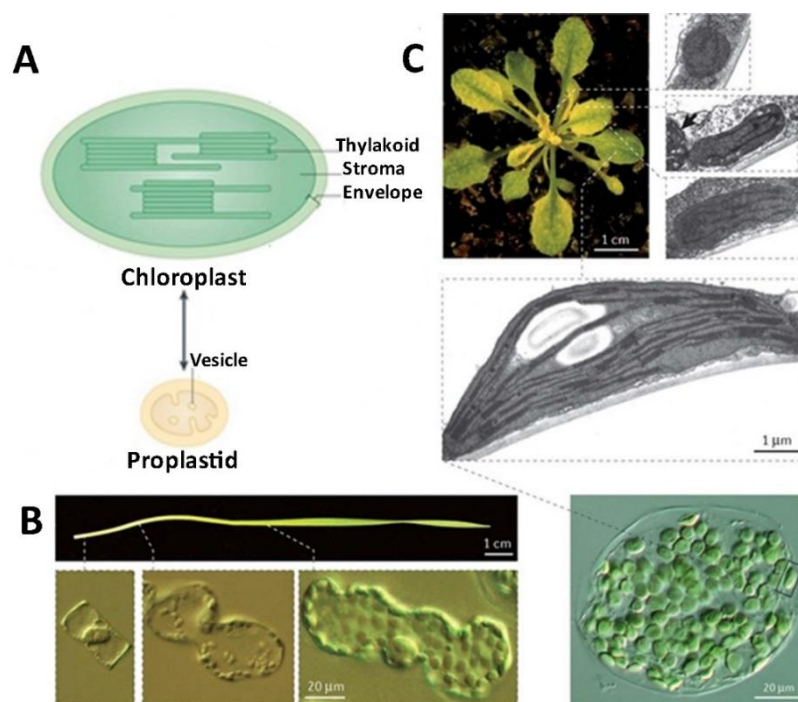 A
Thylakoid
Stroma
Envelope
Chloroplast
Vesicle
Proplastid
C
1 cm
1 µm
B
1 cm
20 µm
20 µm